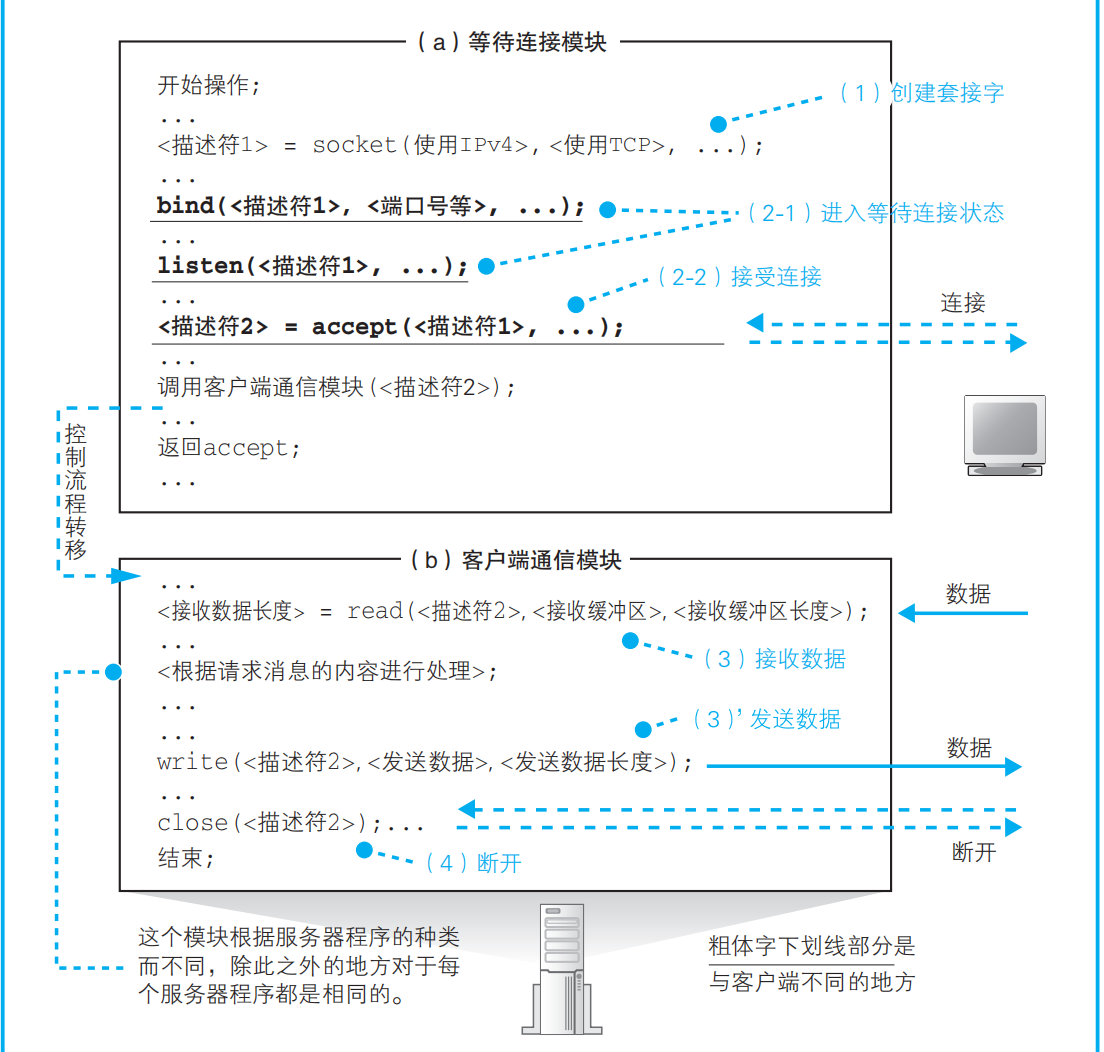 （a）等待连接模块
开始操作;
...
（1）创建套接字
<描述符1> = socket(使用IPv4>,<使用TCP>, ...);
...
bind(<描述符1>, <端口号等>, ...);
（2-1）进入等待连接状态
...
listen(<描述符1>, ...);
...
（2-2）接受连接
<描述符2> = accept(<描述符1>, ...);
连接
...
调用客户端通信模块(<描述符2>);
...
返回accept;
...
控制流程转移
（b）客户端通信模块
...
<接收数据长度> = read(<描述符2>,<接收缓冲区>,<接收缓冲区长度>);
数据
...
（3）接收数据
<根据请求消息的内容进行处理>;
...
...
（3）’发送数据
write(<描述符2>,<发送数据>,<发送数据长度>);
数据
...
close(<描述符2>);...
断开
结束;
（4）断开
这个模块根据服务器程序的种类
而不同，除此之外的地方对于每
个服务器程序都是相同的。
粗体字下划线部分是
与客户端不同的地方